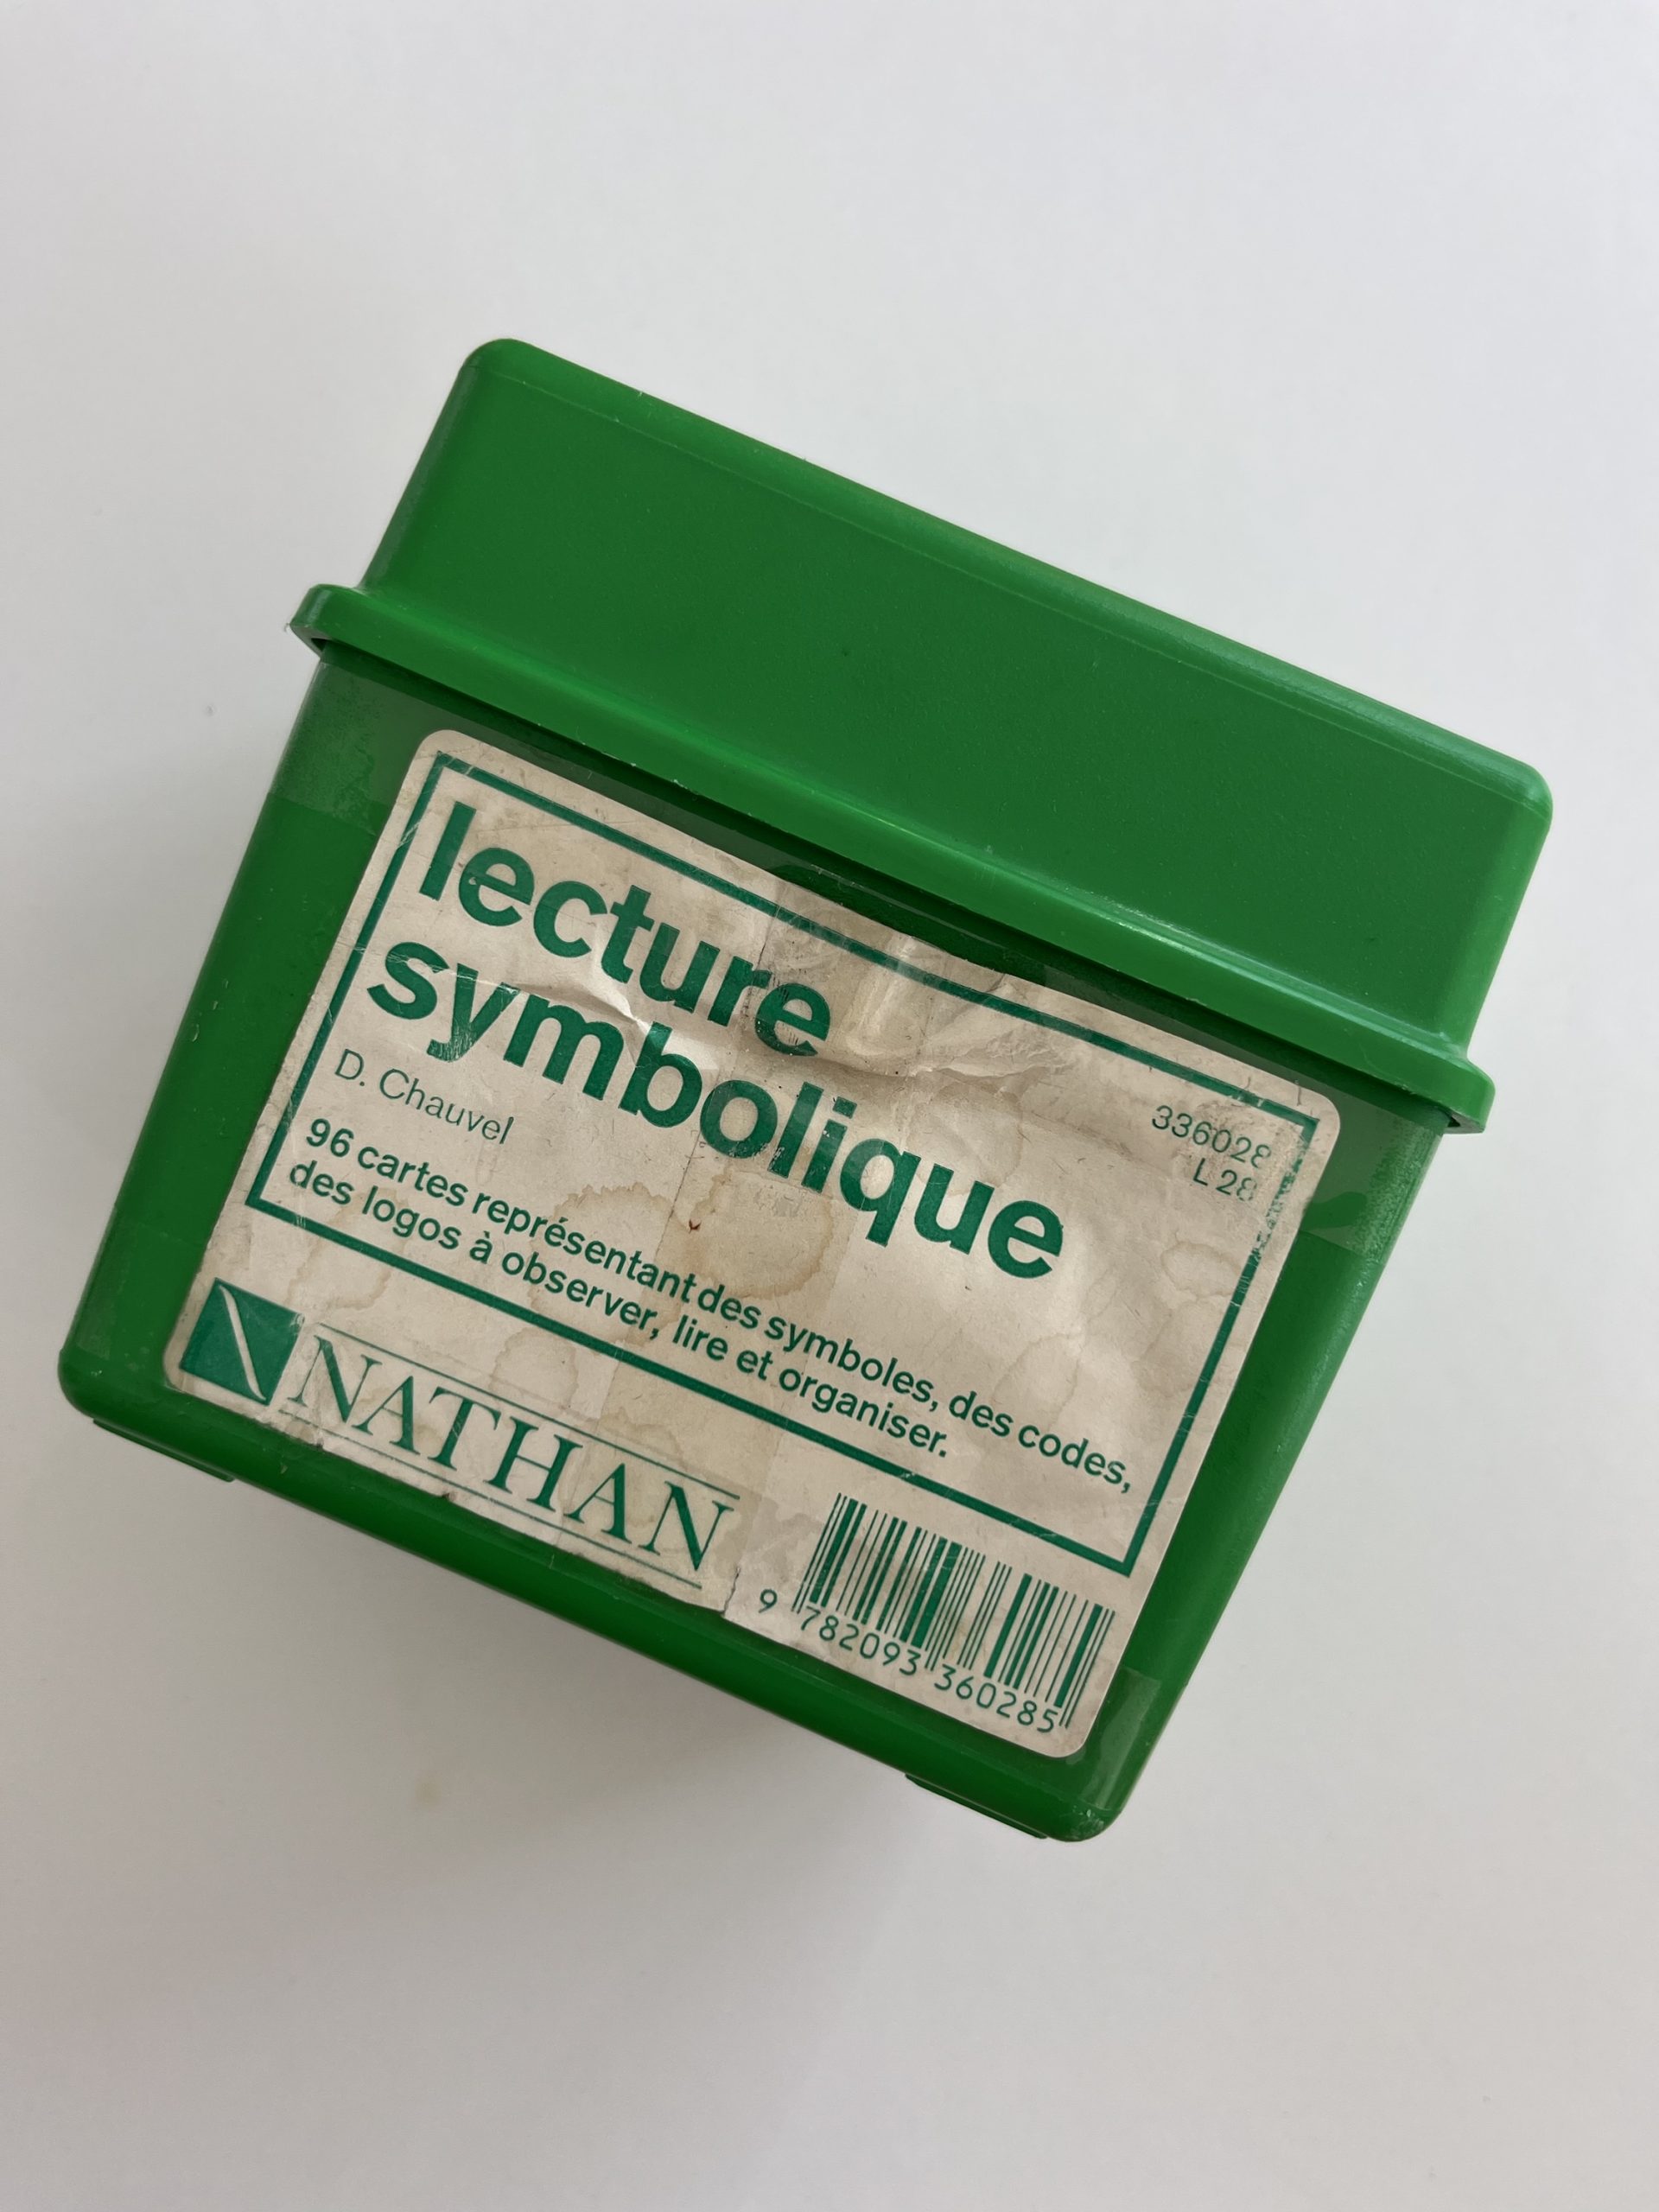 lecture
symbolique
336028
L 28
D. Chauvel
96 cartes représentant des symboles, des codes,
des logos à observer, lire et organiser.
NATHAN
9 782093 360285